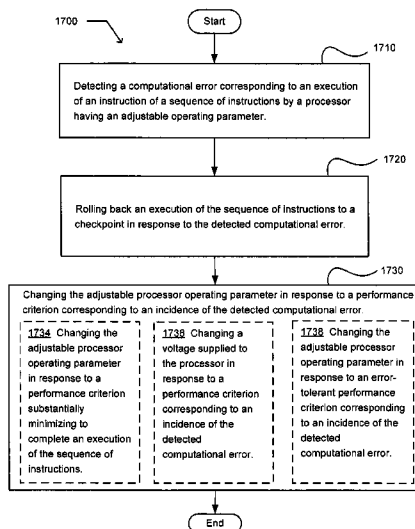 1700
Start
1710
Detecting a computational error corresponding to an execution
of an instruction of a sequence of instructions by a processor
having an adjustable operating parameter.
1720
Rolling back an execution of the sequence of instructions to a
checkpoint in response to the detected computational error.
1730
Changing the adjustable processor operating parameter in response to a performance
criterion corresponding to an incidence of the detected computational error.
1734 Changing the
adjustable processor
operating parameter
in response to a
performance criterion
substantially
minimizing to
complete an execution
of the sequence of
instructions.
1736 Changing a
voltage supplied to
the processor in
response to a
performance criterion
corresponding to an
incidence of the
detected
computational error.
1738 Changing the
adjustable processor
operating parameter in
response to an error-
tolerant performance
criterion corresponding
to an incidence of the
detected
computational error.
End